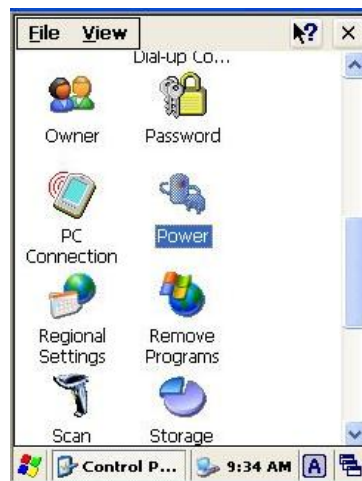 File View ?
Dial-up Co...
Owner Password
PC Connection
Power
Regional Settings
Remove Programs
Scan Storage
Control P... 9:34 AM A